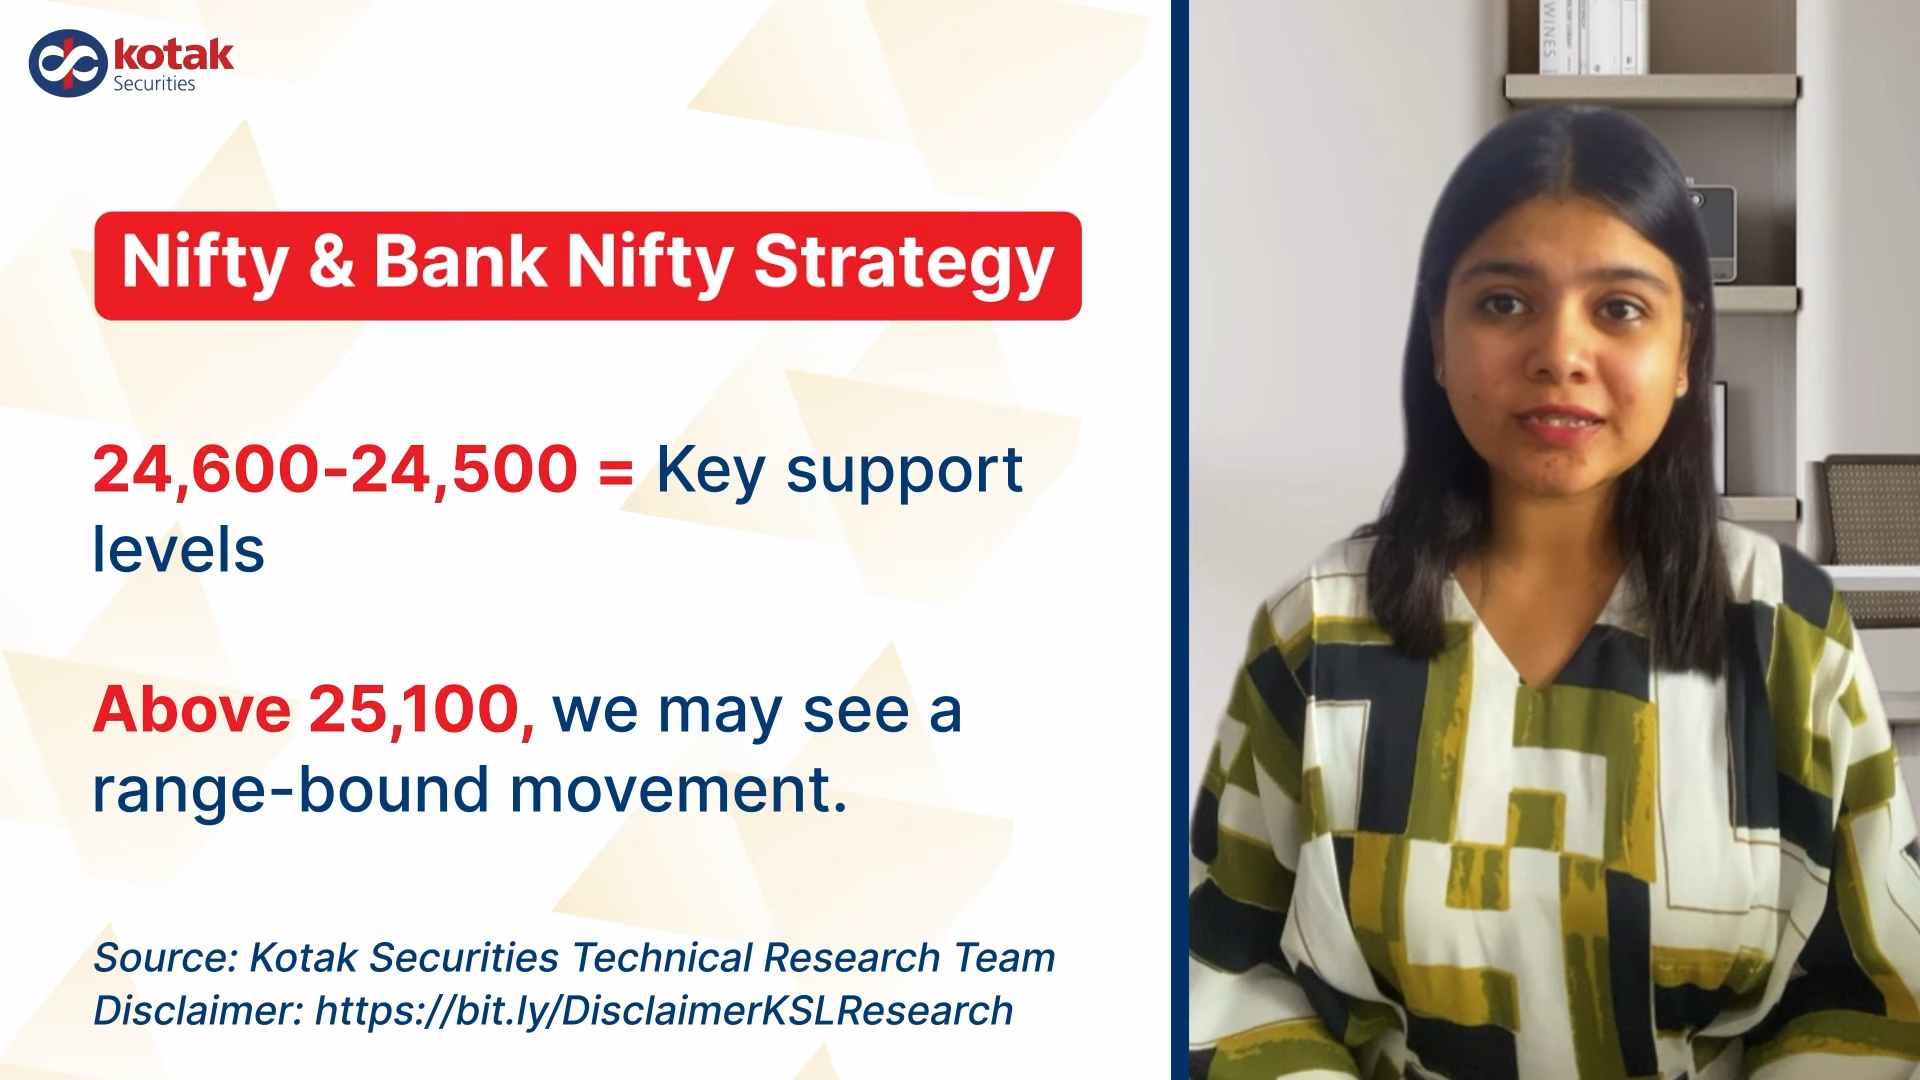 kotak
Securities
Nifty & Bank Nifty Strategy
24,600-24,500 = Key support
levels
Above 25,100, we may see a
range-bound movement.
Source: Kotak Securities Technical Research Team
Disclaimer: https://bit.ly/DisclaimerKSLResearch
WINES